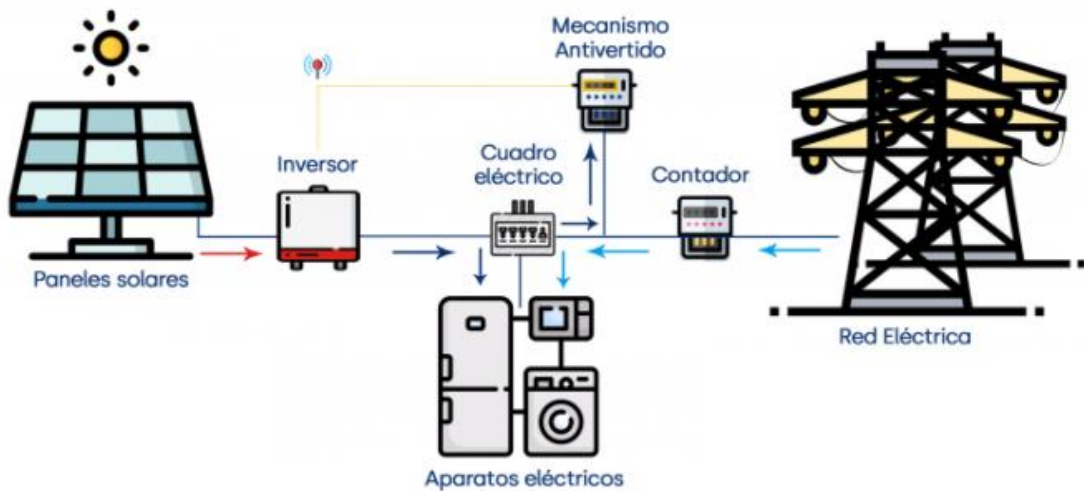 Mecanismo
Antivertido
Inversor
Cuadro
eléctrico
Contador
Paneles solares
Red Eléctrica
Aparatos eléctricos